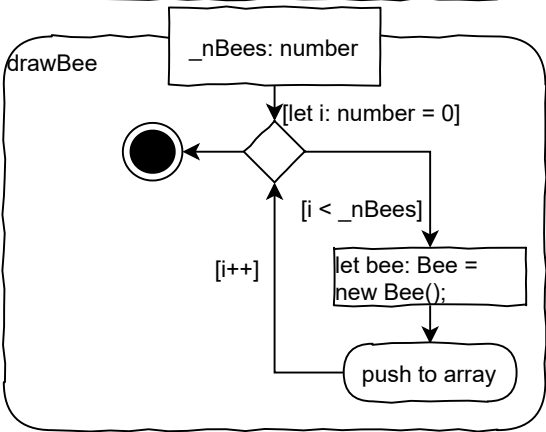 _nBees: number
drawBee
[let i: number = 0]
[i < _nBees]
[i++]
let bee: Bee =
new Bee();
push to array